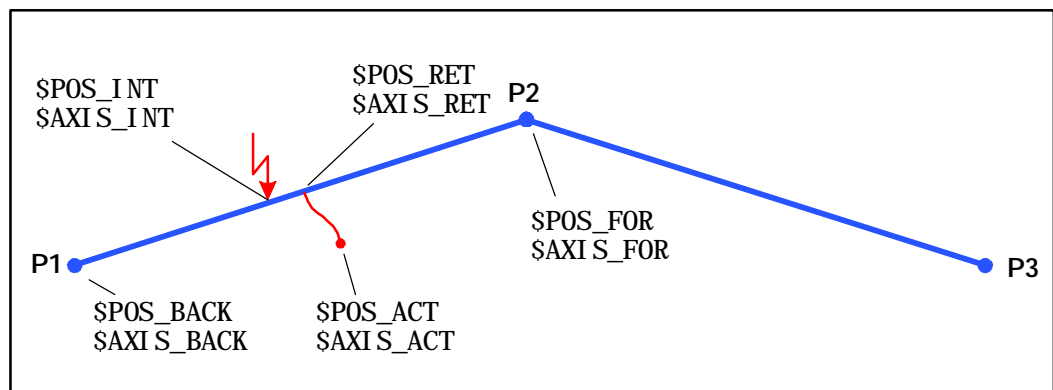 $POS_INT
$AXIS_INT
$POS_RET
$AXIS_RET
P2
$POS_FOR
$AXIS_FOR
P1
P3
$POS_BACK
$AXIS_BACK
$POS_ACT
$AXIS_ACT